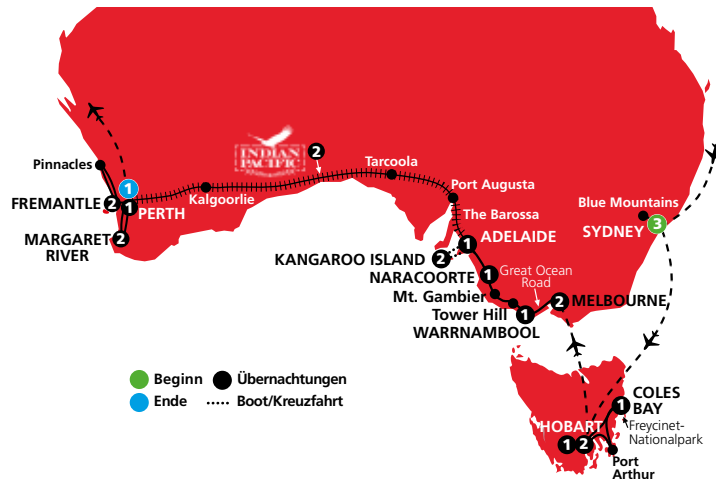 INDIAN
PACIFIC
2
Pinnacles
Tarcoola
Kalgoorlie
Port Augusta
Blue Mountains
3
SYDNEY
1
FREMANTLE 2
1 PERTH
The Barossa
1 ADELAIDE
MARGARET
RIVER
2
KANGAROO ISLAND 2
NARACOORTE 1
Great Ocean
Road
Mt. Gambier
2 MELBOURNE
Tower Hill
1
WARRNAMBOOL
Beginn
Übernachtungen
Ende
Boot/Kreuzfahrt
COLES
BAY
1
HOBART
1 2
Freycinet-
Nationalpark
Port
Arthur